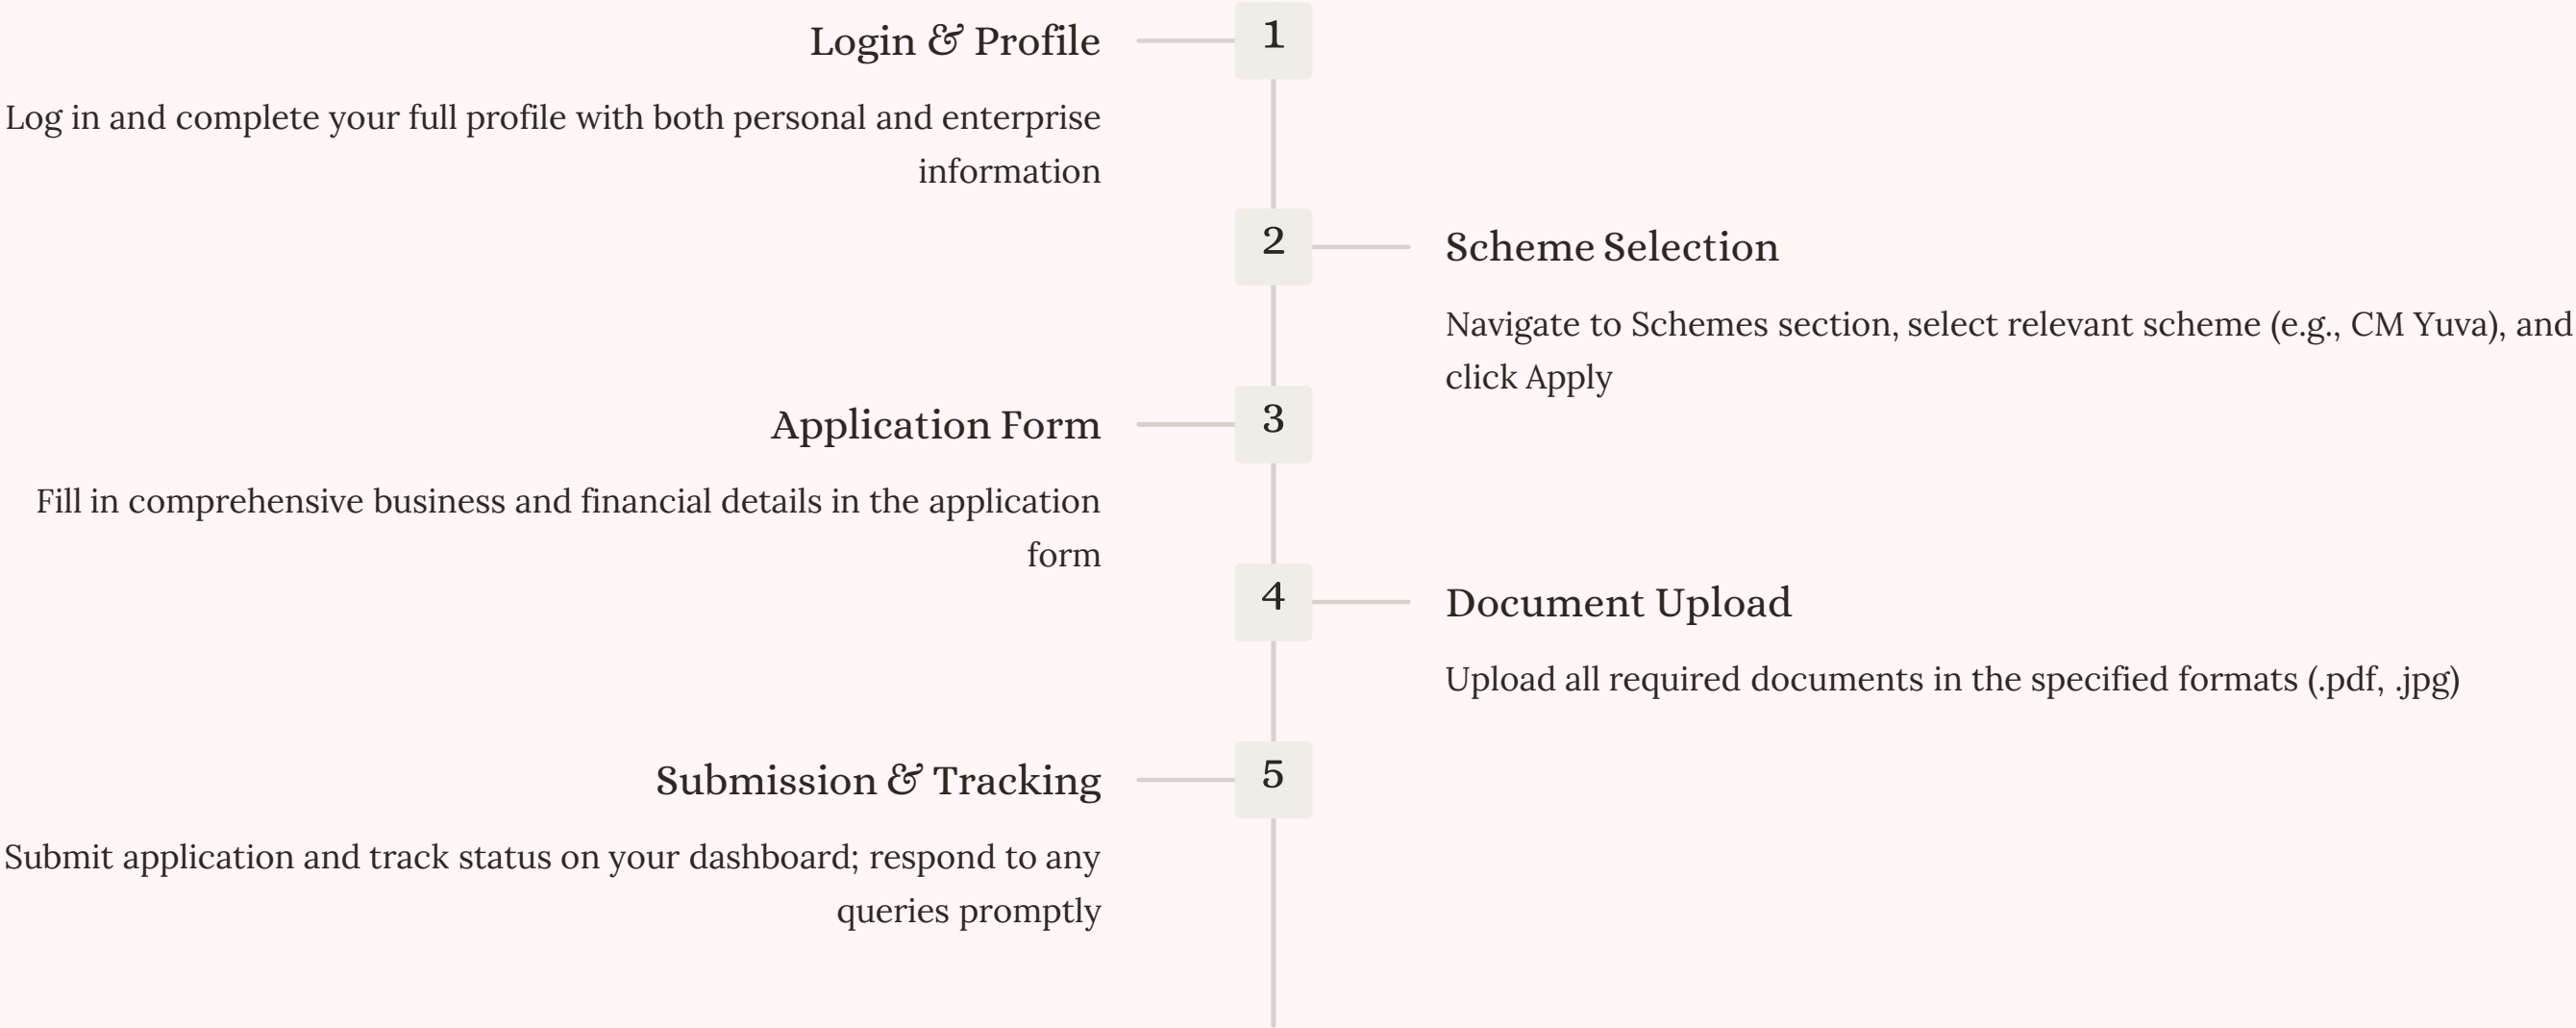 1
Login & Profile
Log in and complete your full profile with both personal and enterprise
information
2
Scheme Selection
Navigate to Schemes section, select relevant scheme (e.g., CM Yuva), and
click Apply
3
Application Form
Fill in comprehensive business and financial details in the application
form
4
Document Upload
Upload all required documents in the specified formats (.pdf, .jpg)
5
Submission & Tracking
Submit application and track status on your dashboard; respond to any
queries promptly